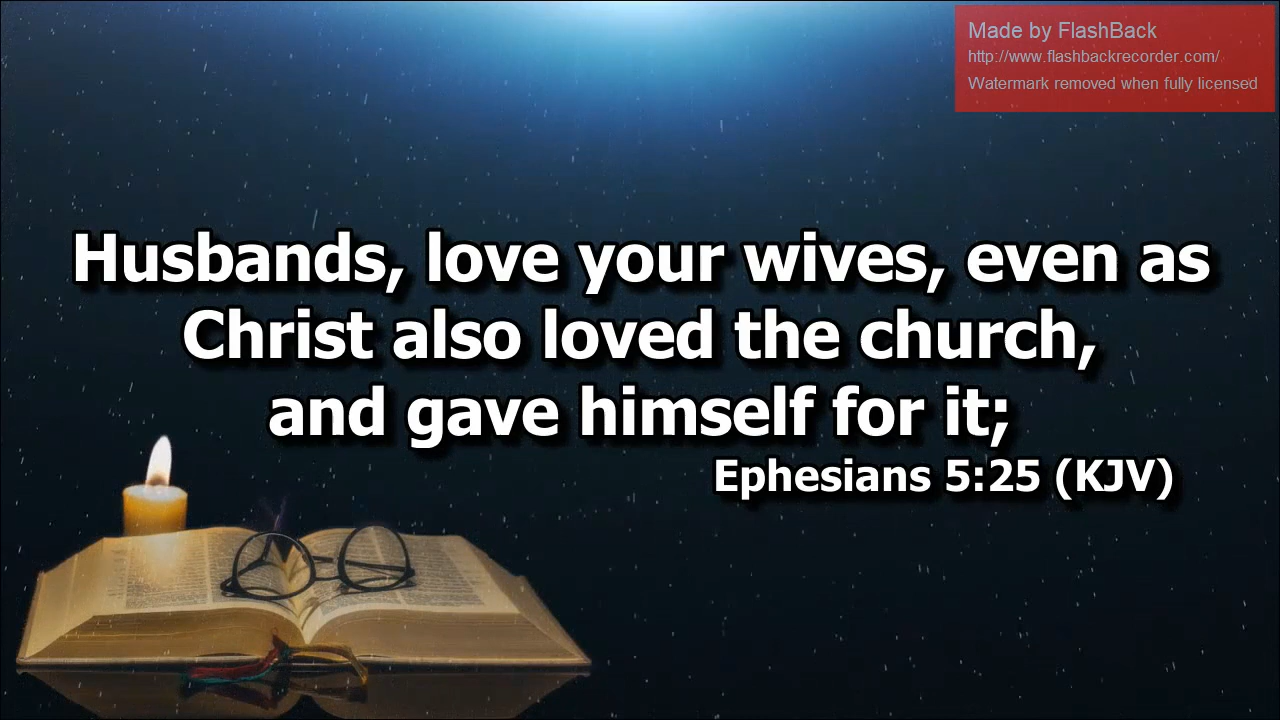 Made by FlashBack
http://www.flashbackrecorder.com/
Watermark removed when fully licensed
Husbands, love your wives, even as
Christ also loved the church,
and gave himself for it;
Ephesians 5:25 (KJV)